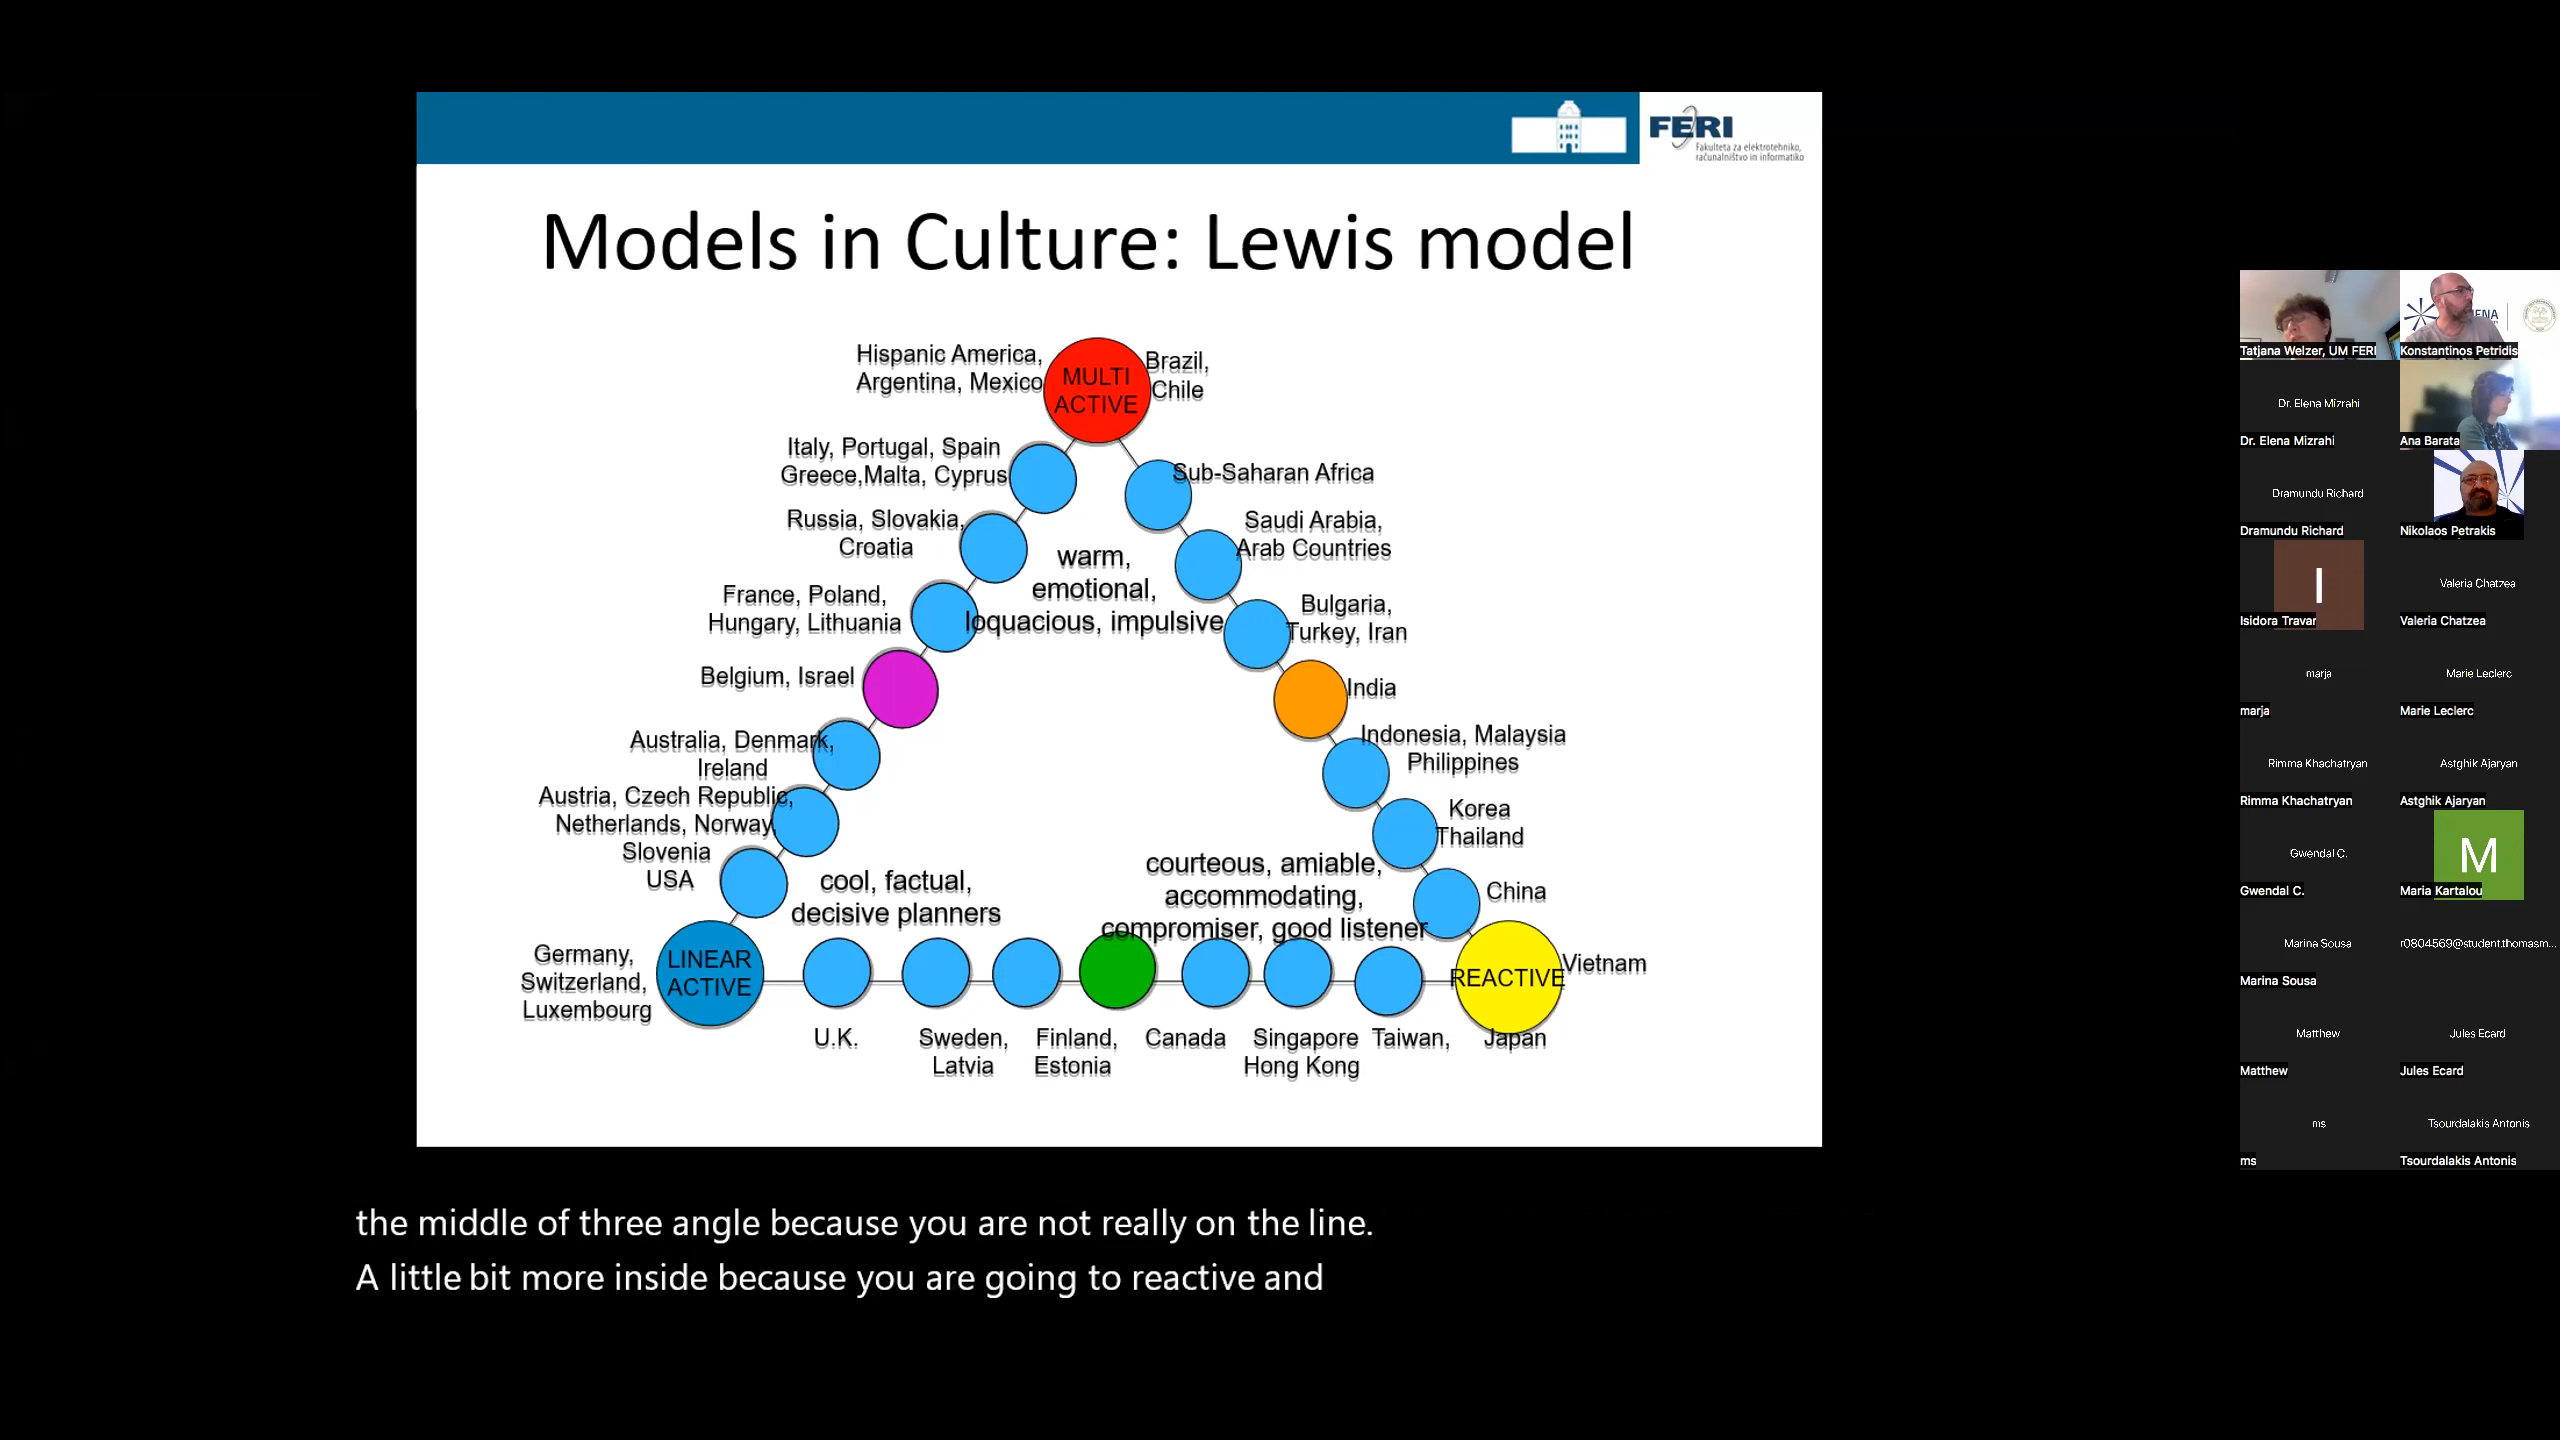 FERI
Fakulteta za elektrotehniko,
računalništvo in informatiko
Models in Culture: Lewis model
Hispanic America,
Argentina, Mexico
MULTI
ACTIVE
Brazil,
Chile
Italy, Portugal, Spain
Greece,Malta, Cyprus
Sub-Saharan Africa
Russia, Slovakia,
Croatia
Saudi Arabia,
Arab Countries
warm,
emotional,
loquacious, impulsive
France, Poland,
Hungary, Lithuania
Bulgaria,
Turkey, Iran
Belgium, Israel
India
Australia, Denmark,
Ireland
Indonesia, Malaysia
Philippines
Austria, Czech Republic,
Netherlands, Norway,
Slovenia
USA
Korea
Thailand
cool, factual,
decisive planners
courteous, amiable,
accommodating,
compromiser, good listener
China
Germany,
Switzerland,
Luxembourg
LINEAR
ACTIVE
REACTIVE
Vietnam
U.K.
Sweden,
Latvia
Finland,
Estonia
Canada
Singapore
Hong Kong
Taiwan,
Japan
the middle of three angle because you are not really on the line.
A little bit more inside because you are going to reactive and
Tatjana Welzer, UM FERI
Konstantinos Petridis
Dr. Elena Mizrahi
Dr. Elena Mizrahi
Ana Barata
Dramundu Richard
Dramundu Richard
Nikolaos Petrakis
I
Isidora Travar
Valeria Chatzea
Valeria Chatzea
marja
marja
Marie Leclerc
Marie Leclerc
Rimma Khachatryan
Rimma Khachatryan
Astghik Ajaryan
Astghik Ajaryan
Gwendal C.
Gwendal C.
M
Maria Kartalou
Marina Sousa
Marina Sousa
r0804569@student.thomasm...
Matthew
Matthew
Jules Ecard
Jules Ecard
ms
ms
Tsourdalakis Antonis
Tsourdalakis Antonis